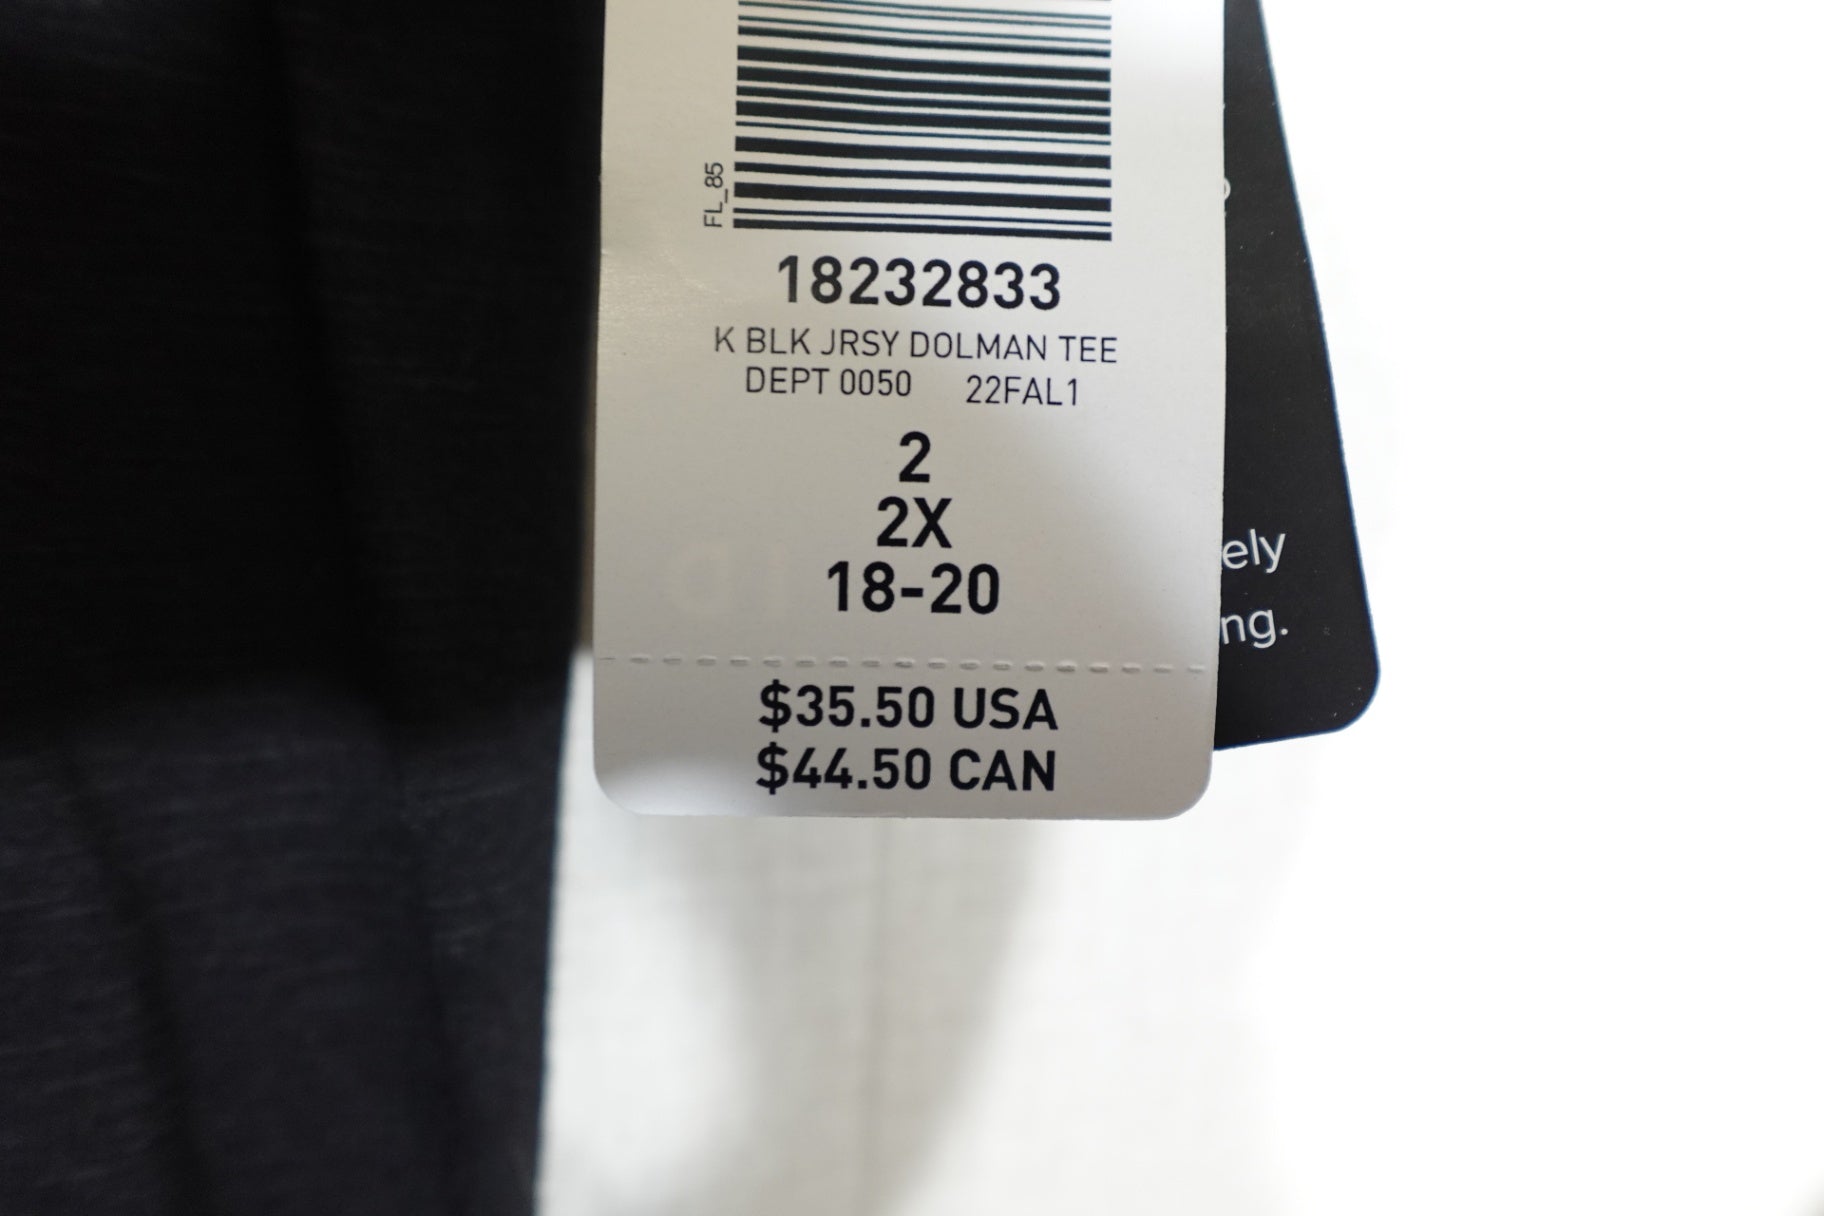 FL_85
18232833
K BLK JRSY DOLMAN TEE
DEPT 0050 22FAL1
2
2X
18-20
$35.50 USA
$44.50 CAN
ely
ng.